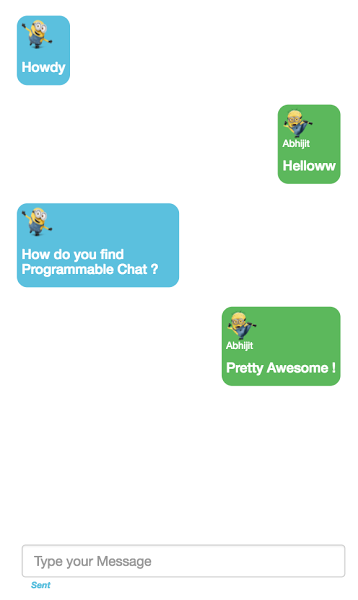 Howdy
Abhijit
Helloww
How do you find
Programmable Chat ?
Abhijit
Pretty Awesome !
Type your Message
Sent